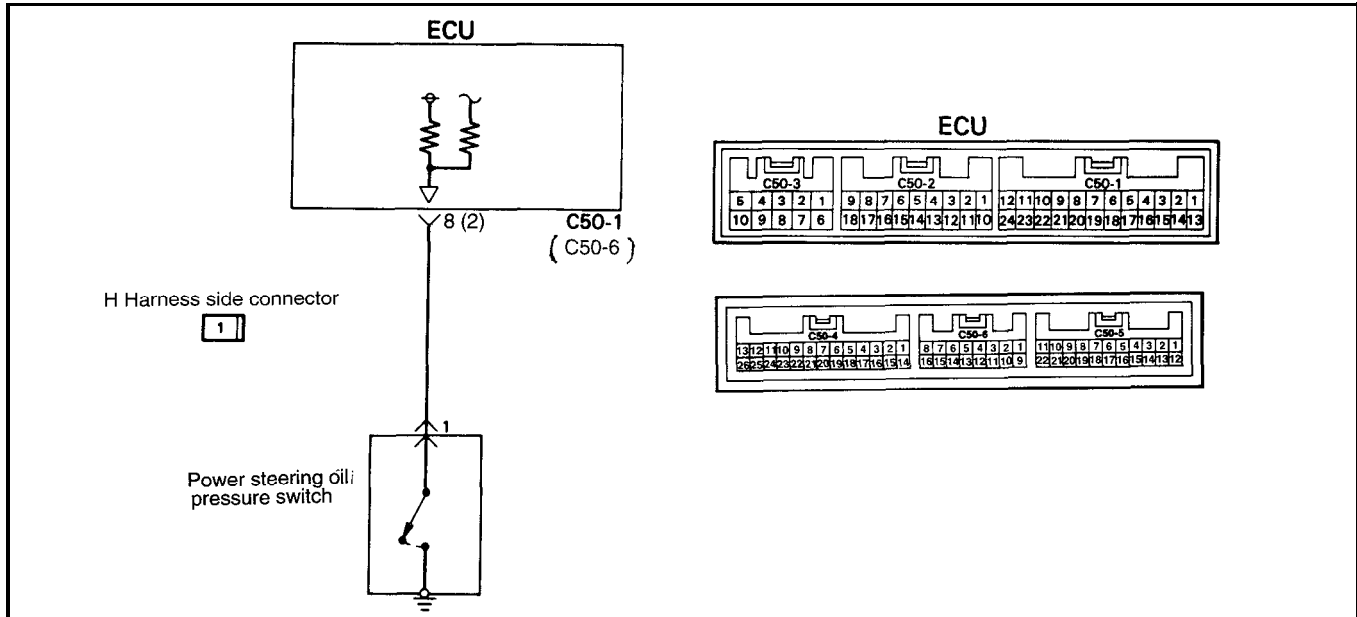 ECU
8 (2)
C50-1
( C50-6 )
H Harness side connector
1
1
Power steering oil
pressure switch
ECU
C50-3 C50-2 C50-1
5 4 3 2 1 9 8 7 6 5 4 3 2 1 12 11 10 9 8 7 6 5 4 3 2 1
10 9 8 7 6 18 17 16 15 14 13 12 11 10 24 23 22 21 20 19 18 17 16 15 14 13
C50-4 C50-6 C50-5
13 12 11 10 9 8 7 6 5 4 3 2 1 8 7 6 5 4 3 2 1 11 10 9 8 7 6 5 4 3 2 1
26 25 24 23 22 21 20 19 18 17 16 15 14 16 15 14 13 12 11 10 9 22 21 20 19 18 17 16 15 14 13 12